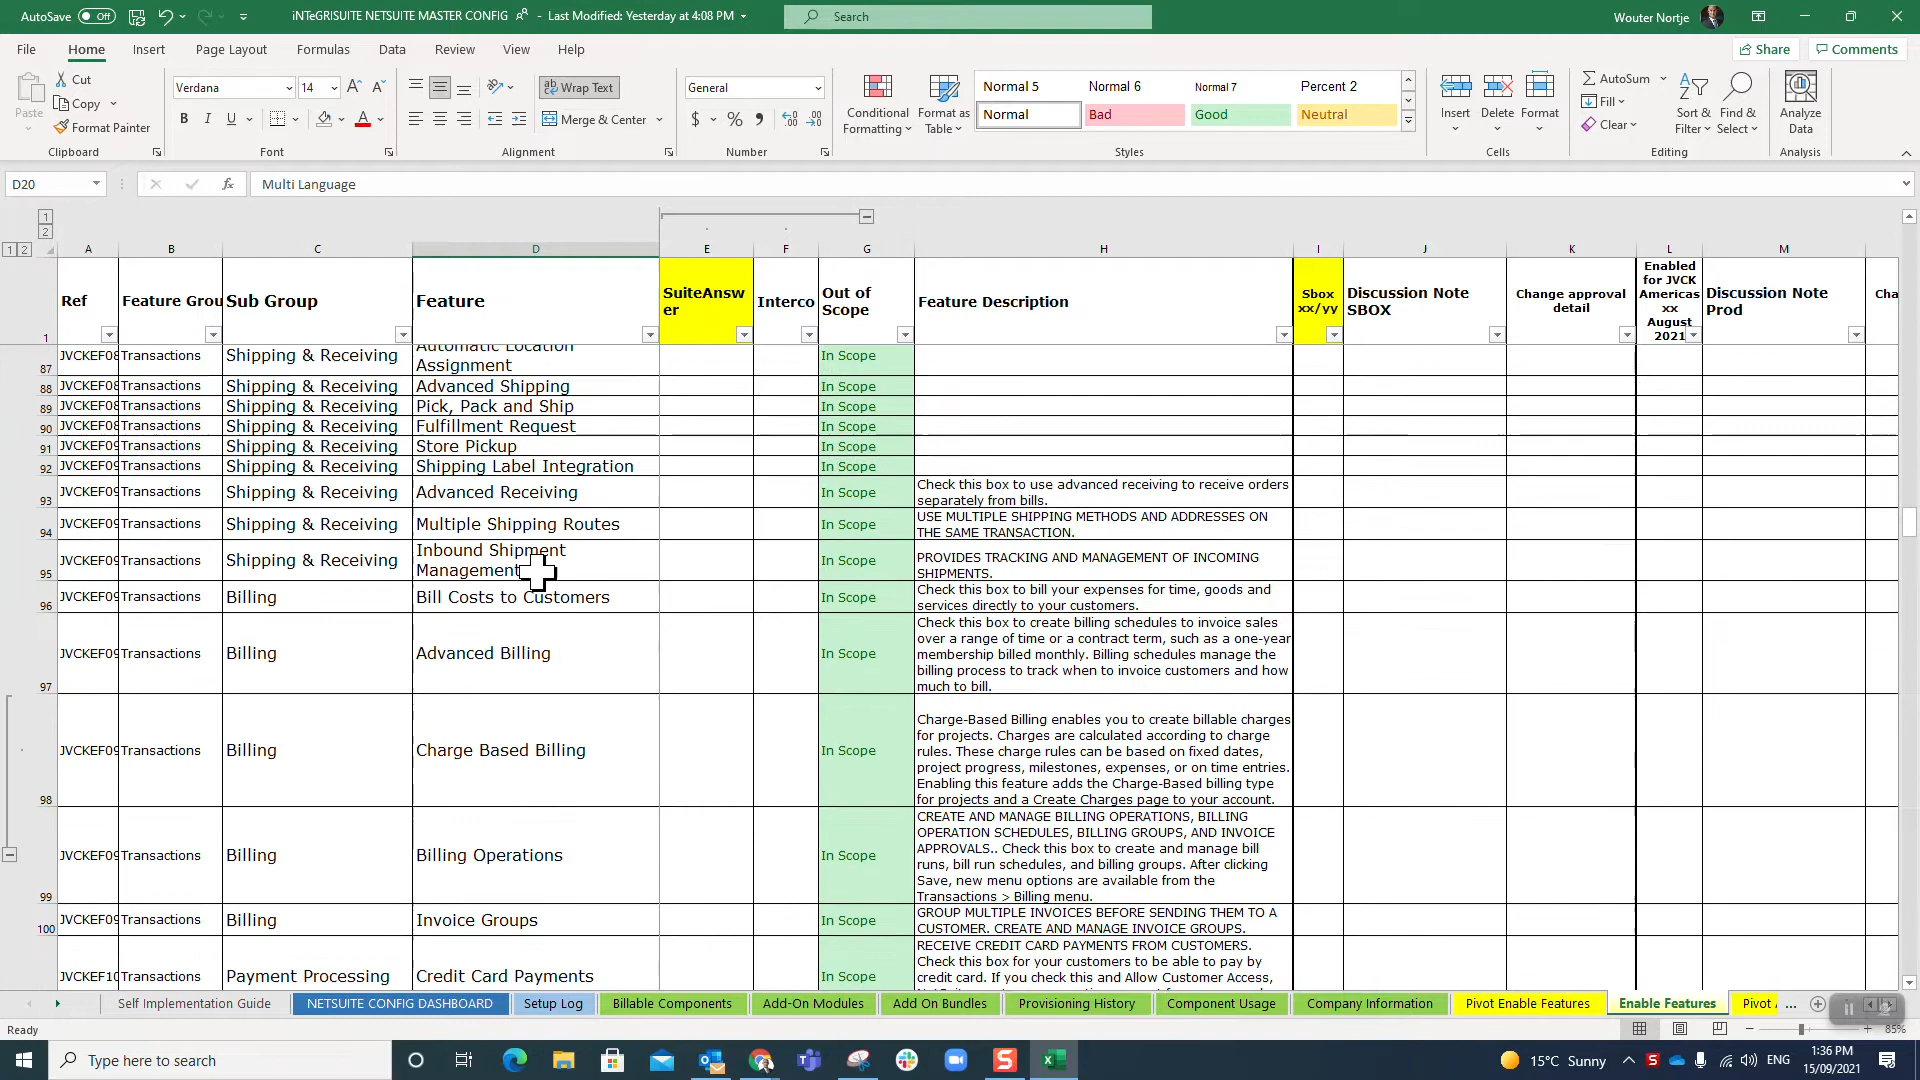 AutoSave Off iNTeGRiSUiTE NETSUITE MASTER CONFIG - Last Modified: Yesterday at 4:08 PM Search Wouter Nortje
File Home Insert Page Layout Formulas Data Review View Help Share Comments
Cut
Copy
Paste
Format Painter
Clipboard
Verdana 14
B I U
Font
Wrap Text
Merge & Center
Alignment
General
$ %
Number
Conditional Formatting
Format as Table
Normal 5 Normal 6 Normal 7 Percent 2
Normal Bad Good Neutral
Styles
Insert Delete Format
Cells
AutoSum
Fill
Clear
Sort & Filter
Find & Select
Editing
Analyze Data
Analysis
D20 fx Multi Language
1
2
1 2 A B C D E F G H I J K L M
1 Ref Feature Grou Sub Group Feature SuiteAnswer Interco Out of Scope Feature Description Sbox xx/yy Discussion Note SBOX Change approval detail Enabled for JVCK Americas xx August 2021 Discussion Note Prod Cha
87 JVCKEF08 Transactions Shipping & Receiving Automatic Location Assignment In Scope
88 JVCKEF08 Transactions Shipping & Receiving Advanced Shipping In Scope
89 JVCKEF08 Transactions Shipping & Receiving Pick, Pack and Ship In Scope
90 JVCKEF08 Transactions Shipping & Receiving Fulfillment Request In Scope
91 JVCKEF09 Transactions Shipping & Receiving Store Pickup In Scope
92 JVCKEF09 Transactions Shipping & Receiving Shipping Label Integration In Scope
93 JVCKEF09 Transactions Shipping & Receiving Advanced Receiving In Scope Check this box to use advanced receiving to receive orders
separately from bills.
94 JVCKEF09 Transactions Shipping & Receiving Multiple Shipping Routes In Scope USE MULTIPLE SHIPPING METHODS AND ADDRESSES ON
THE SAME TRANSACTION.
95 JVCKEF09 Transactions Shipping & Receiving Inbound Shipment Management In Scope PROVIDES TRACKING AND MANAGEMENT OF INCOMING
SHIPMENTS.
96 JVCKEF09 Transactions Billing Bill Costs to Customers In Scope Check this box to bill your expenses for time, goods and
services directly to your customers.
97 JVCKEF09 Transactions Billing Advanced Billing In Scope Check this box to create billing schedules to invoice sales
over a range of time or a contract term, such as a one-year
membership billed monthly. Billing schedules manage the
billing process to track when to invoice customers and how
much to bill.
98 JVCKEF09 Transactions Billing Charge Based Billing In Scope Charge-Based Billing enables you to create billable charges
for projects. Charges are calculated according to charge
rules. These charge rules can be based on fixed dates,
project progress, milestones, expenses, or on time entries.
Enabling this feature adds the Charge-Based billing type
for projects and a Create Charges page to your account.
99 JVCKEF09 Transactions Billing Billing Operations In Scope CREATE AND MANAGE BILLING OPERATIONS, BILLING
OPERATION SCHEDULES, BILLING GROUPS, AND INVOICE
APPROVALS.. Check this box to create and manage bill
runs, bill run schedules, and billing groups. After clicking
Save, new menu options are available from the
Transactions > Billing menu.
100 JVCKEF09 Transactions Billing Invoice Groups In Scope GROUP MULTIPLE INVOICES BEFORE SENDING THEM TO A
CUSTOMER. CREATE AND MANAGE INVOICE GROUPS.
JVCKEF10 Transactions Payment Processing Credit Card Payments In Scope RECEIVE CREDIT CARD PAYMENTS FROM CUSTOMERS.
Check this box for your customers to be able to pay by
credit card. If you check this and Allow Customer Access,
Self Implementation Guide NETSUITE CONFIG DASHBOARD Setup Log Billable Components Add-On Modules Add On Bundles Provisioning History Component Usage Company Information Pivot Enable Features Enable Features Pivot ...
Ready 85%
Type here to search 15°C Sunny ENG 1:36 PM
15/09/2021